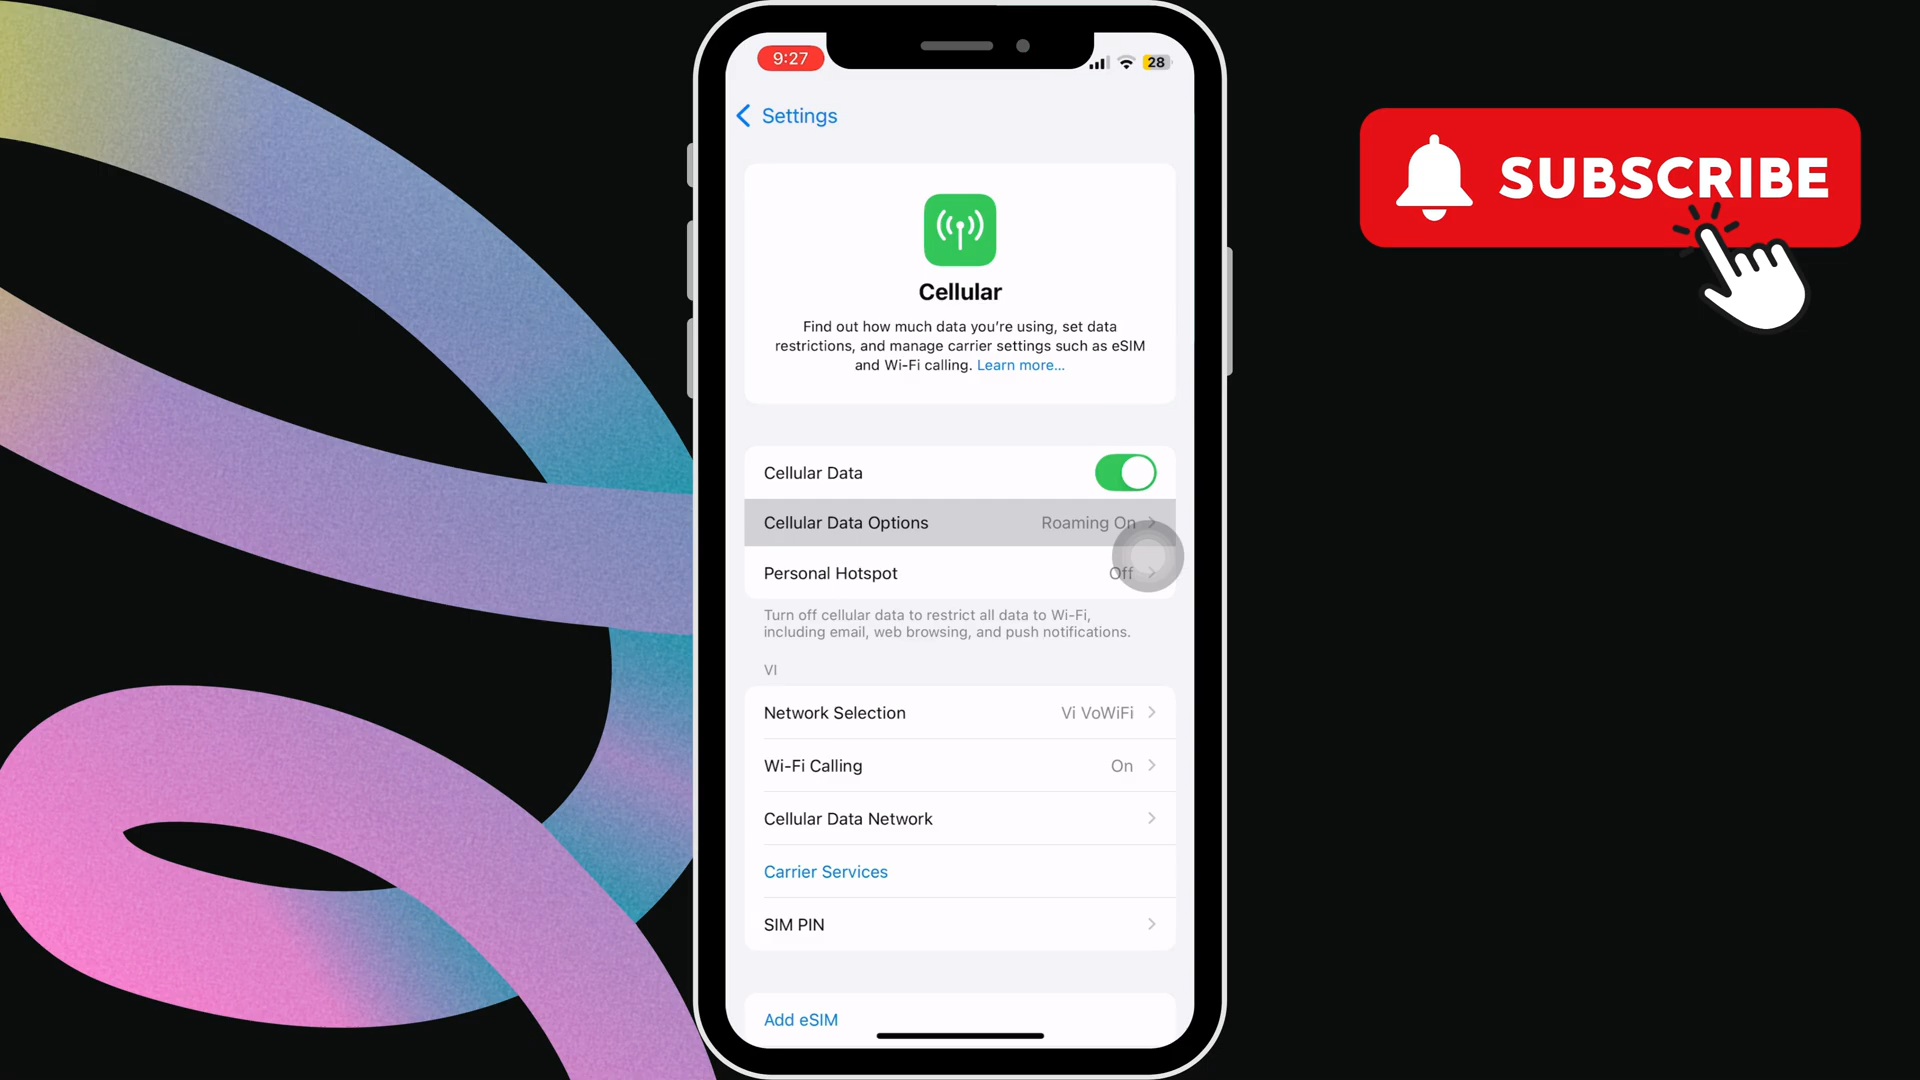 9:27
28
Settings
SUBSCRIBE
Cellular
Find out how much data you're using, set data
restrictions, and manage carrier settings such as eSIM
and Wi-Fi calling. Learn more...
Cellular Data
Cellular Data Options Roaming On
Personal Hotspot Off
Turn off cellular data to restrict all data to Wi-Fi,
including email, web browsing, and push notifications.
VI
Network Selection Vi VoWiFi
Wi-Fi Calling On
Cellular Data Network
Carrier Services
SIM PIN
Add eSIM